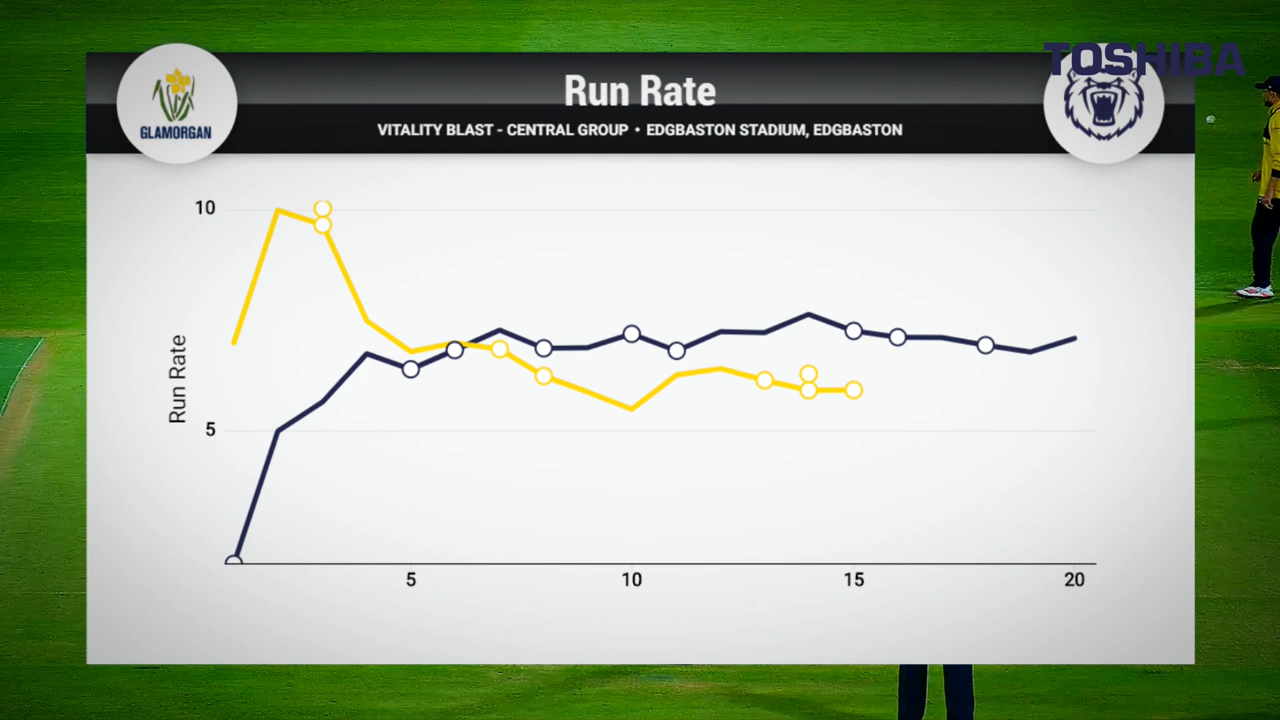 TOSHIBA
GLAMORGAN
Run Rate
VITALITY BLAST - CENTRAL GROUP • EDGBASTON STADIUM, EDGBASTON
Run Rate
10
5
5
10
15
20